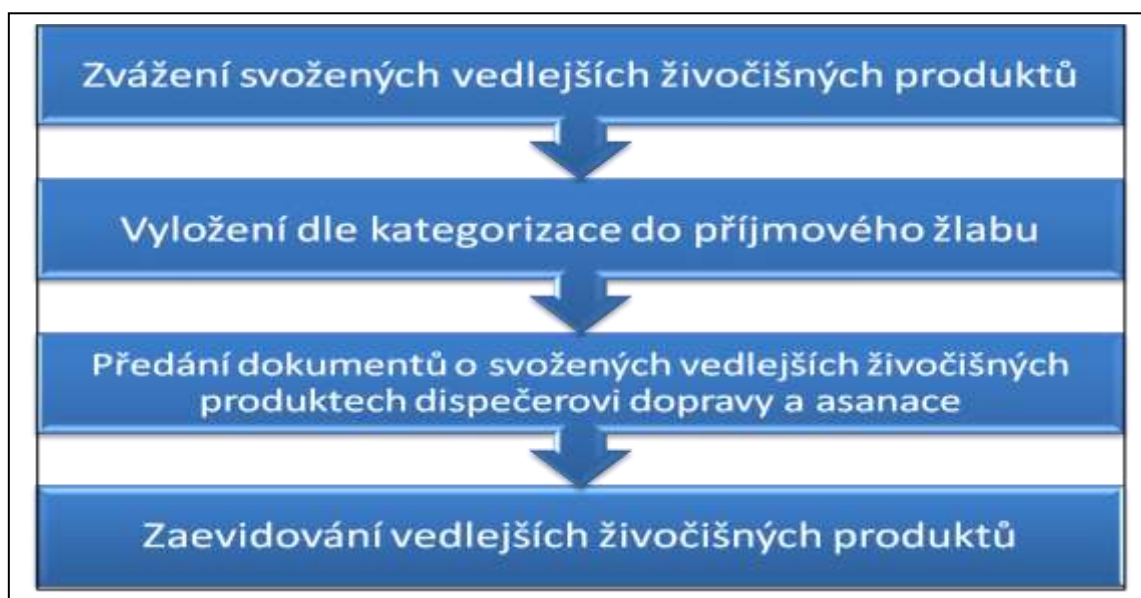 Zvážení svožených vedlejších živočišných produktů
Vyložení dle kategorizace do příjmového žlabu
Předání dokumentů o svožených vedlejších živočišných
produktech dispečerovi dopravy a asanace
Zaevidování vedlejších živočišných produktů